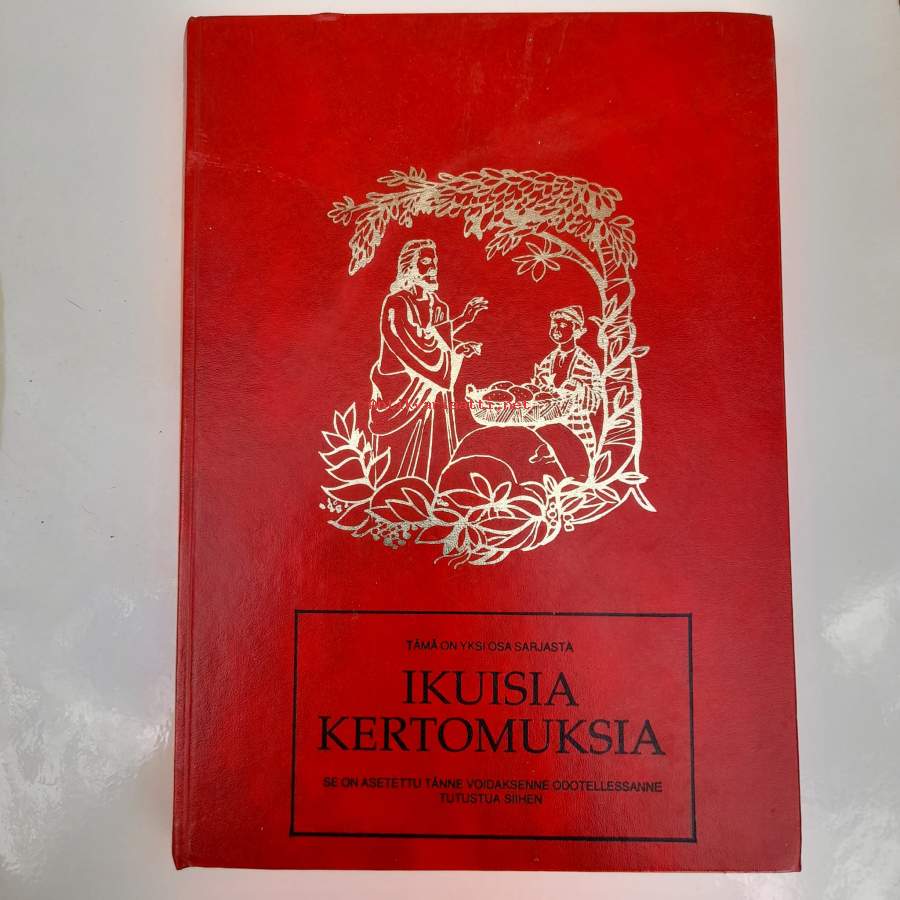 TÄMÄ ON YKSI OSA SARJASTA
IKUISIA
KERTOMUKSIA
SE ON ASETETTU TÄNNE VOIDAKSENNE ODOTELLESSANNE
TUTUSTUA SIIHEN